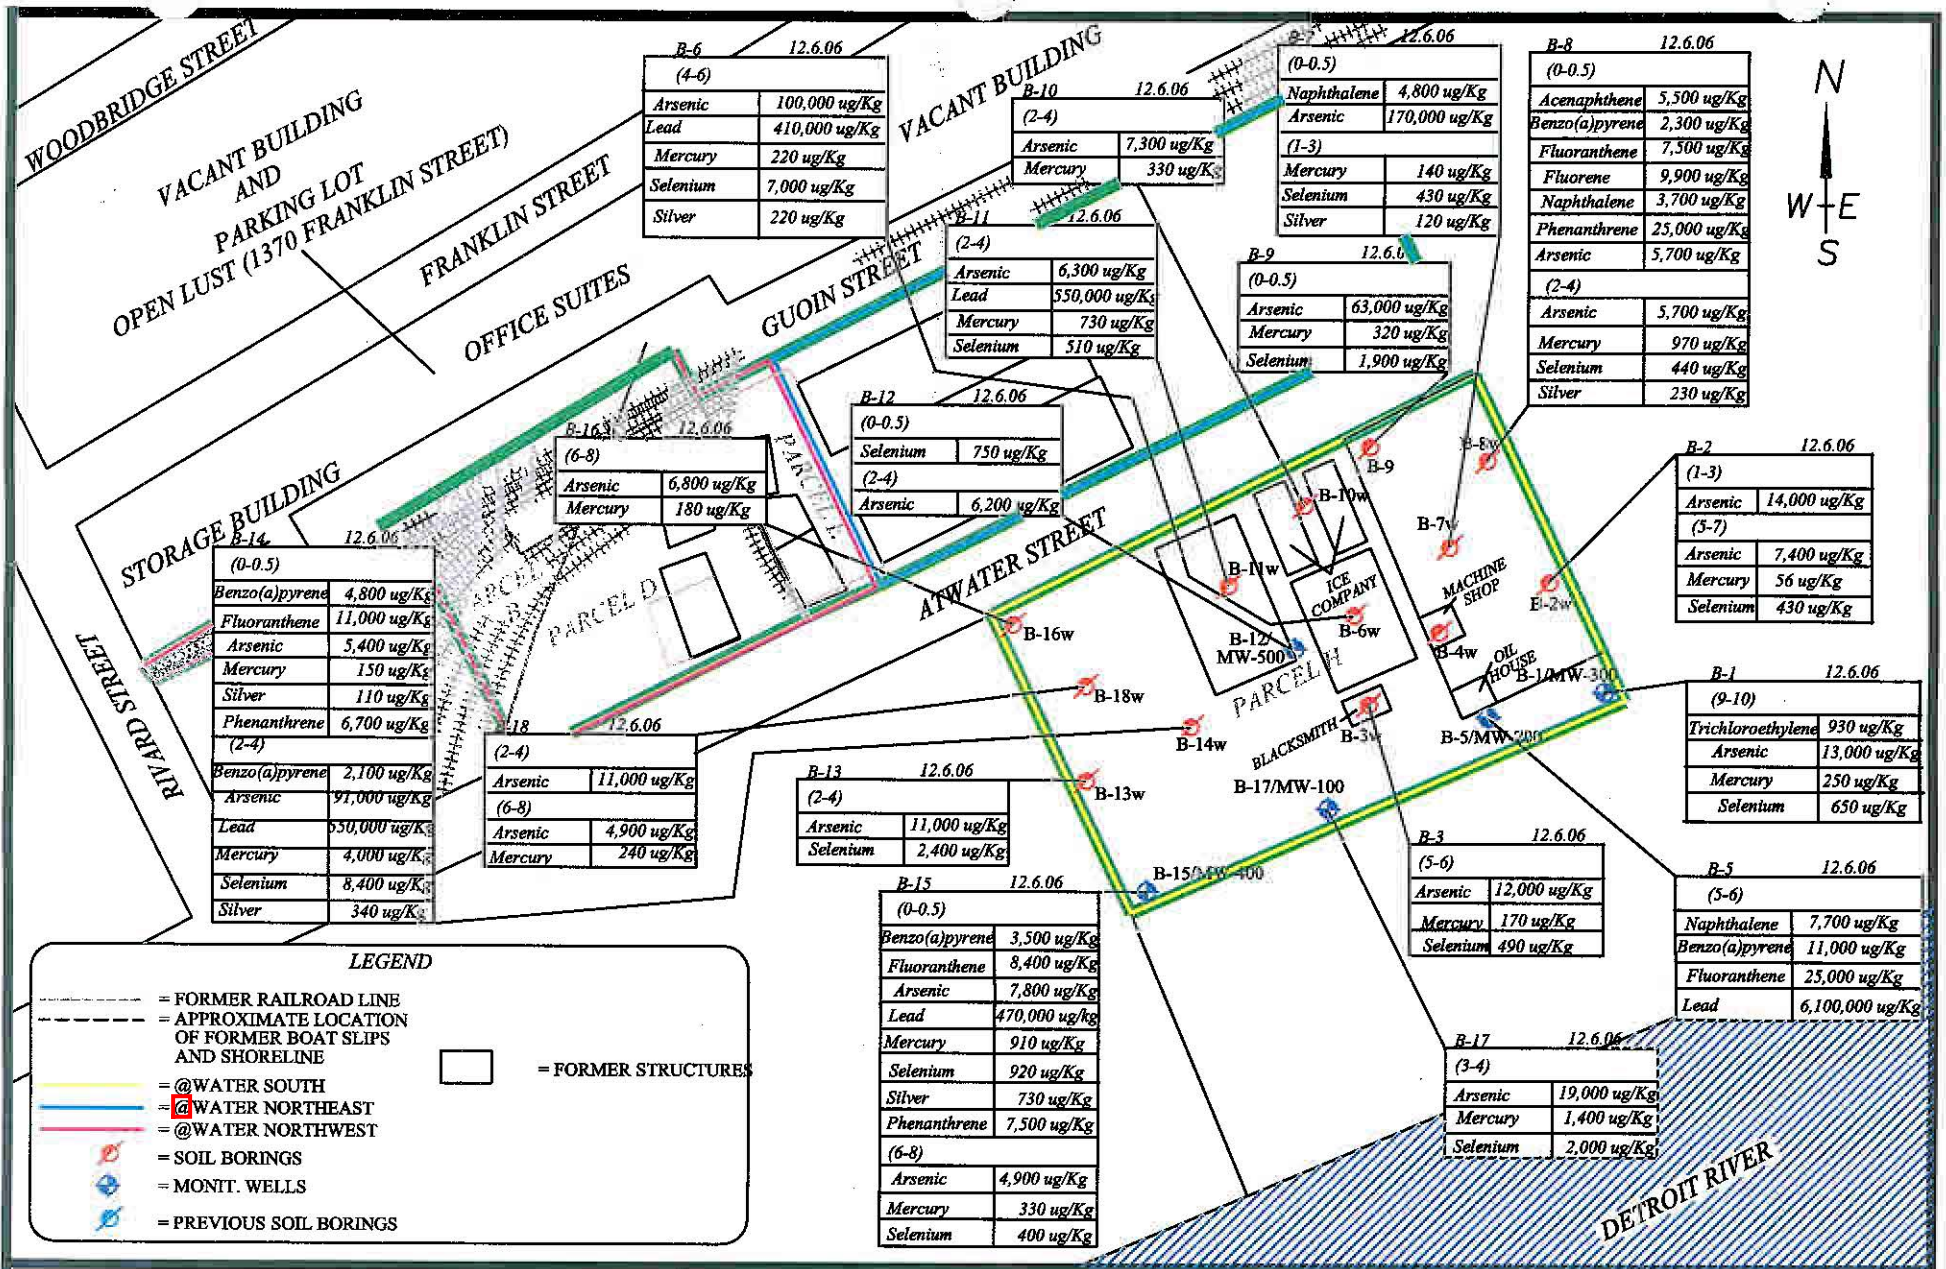 WOODBRIDGE STREET
VACANT BUILDING
AND
PARKING LOT
OPEN LUST (1370 FRANKLIN STREET)
FRANKLIN STREET
OFFICE SUITES
STORAGE BUILDING
RIVARD STREET
GUOIN STREET
VACANT BUILDING
ATWATER STREET
DETROIT RIVER
N
W E
S
B-6 12.6.06
(4-6)
Arsenic 100,000 ug/Kg
Lead 410,000 ug/Kg
Mercury 220 ug/Kg
Selenium 7,000 ug/Kg
Silver 220 ug/Kg
B-10 12.6.06
(2-4)
Arsenic 7,300 ug/Kg
Mercury 330 ug/Kg
12.6.06
(0-0.5)
Naphthalene 4,800 ug/Kg
Arsenic 170,000 ug/Kg
(1-3)
Mercury 140 ug/Kg
Selenium 430 ug/Kg
Silver 120 ug/Kg
B-8 12.6.06
(0-0.5)
Acenaphthene 5,500 ug/Kg
Benzo(a)pyrene 2,300 ug/Kg
Fluoranthene 7,500 ug/Kg
Fluorene 9,900 ug/Kg
Naphthalene 3,700 ug/Kg
Phenanthrene 25,000 ug/Kg
Arsenic 5,700 ug/Kg
(2-4)
Arsenic 5,700 ug/Kg
Mercury 970 ug/Kg
Selenium 440 ug/Kg
Silver 230 ug/Kg
B-11 12.6.06
(2-4)
Arsenic 6,300 ug/Kg
Lead 550,000 ug/Kg
Mercury 730 ug/Kg
Selenium 510 ug/Kg
B-9 12.6.0
(0-0.5)
Arsenic 63,000 ug/Kg
Mercury 320 ug/Kg
Selenium 1,900 ug/Kg
B-12 12.6.06
(0-0.5)
Selenium 750 ug/Kg
(2-4)
Arsenic 6,200 ug/Kg
B-16 12.6.06
(6-8)
Arsenic 6,800 ug/Kg
Mercury 180 ug/Kg
B-2 12.6.06
(1-3)
Arsenic 14,000 ug/Kg
(5-7)
Arsenic 7,400 ug/Kg
Mercury 56 ug/Kg
Selenium 430 ug/Kg
B-14 12.6.06
(0-0.5)
Benzo(a)pyrene 4,800 ug/Kg
Fluoranthene 11,000 ug/Kg
Arsenic 5,400 ug/Kg
Mercury 150 ug/Kg
Silver 110 ug/Kg
Phenanthrene 6,700 ug/Kg
(2-4)
Benzo(a)pyrene 2,100 ug/Kg
Arsenic 91,000 ug/Kg
Lead 550,000 ug/Kg
Mercury 4,000 ug/Kg
Selenium 8,400 ug/Kg
Silver 340 ug/Kg
PARCEL D
PARCEL H
B-9
B-8w
B-10w
B-7w
B-11w
ICE
COMPANY
MACHINE
SHOP
B-2w
B-16w
B-12/
MW-500
B-6w
B-4w
OIL
HOUSE
B-1/MW-300
B-18w
B-14w
BLACKSMITH
B-3w
B-5/MW-200
B-13w
B-17/MW-100
B-15/MW-400
B-1 12.6.06
(9-10)
Trichloroethylene 930 ug/Kg
Arsenic 13,000 ug/Kg
Mercury 250 ug/Kg
Selenium 650 ug/Kg
18 12.6.06
(2-4)
Arsenic 11,000 ug/Kg
(6-8)
Arsenic 4,900 ug/Kg
Mercury 240 ug/Kg
B-13 12.6.06
(2-4)
Arsenic 11,000 ug/Kg
Selenium 2,400 ug/Kg
B-3 12.6.06
(5-6)
Arsenic 12,000 ug/Kg
Mercury 170 ug/Kg
Selenium 490 ug/Kg
B-5 12.6.06
(5-6)
Naphthalene 7,700 ug/Kg
Benzo(a)pyrene 11,000 ug/Kg
Fluoranthene 25,000 ug/Kg
Lead 6,100,000 ug/Kg
B-15 12.6.06
(0-0.5)
Benzo(a)pyrene 3,500 ug/Kg
Fluoranthene 8,400 ug/Kg
Arsenic 7,800 ug/Kg
Lead 470,000 ug/kg
Mercury 910 ug/Kg
Selenium 920 ug/Kg
Silver 730 ug/Kg
Phenanthrene 7,500 ug/Kg
(6-8)
Arsenic 4,900 ug/Kg
Mercury 330 ug/Kg
Selenium 400 ug/Kg
B-17 12.6.06
(3-4)
Arsenic 19,000 ug/Kg
Mercury 1,400 ug/Kg
Selenium 2,000 ug/Kg
LEGEND
= FORMER RAILROAD LINE
= APPROXIMATE LOCATION
OF FORMER BOAT SLIPS
AND SHORELINE
= FORMER STRUCTURES
= @WATER SOUTH
= @WATER NORTHEAST
= @WATER NORTHWEST
= SOIL BORINGS
= MONIT. WELLS
= PREVIOUS SOIL BORINGS